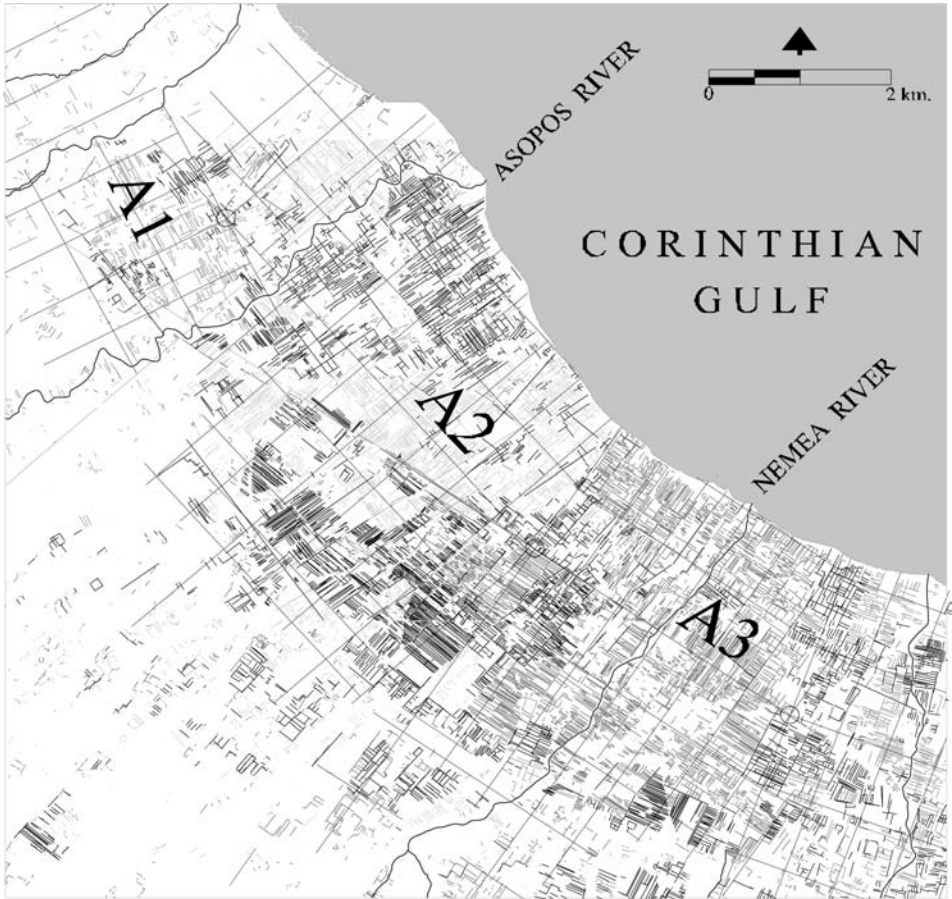 ASOPOS RIVER
0 2 km.
A1
CORINTHIAN
GULF
A2
NEMEA RIVER
A3